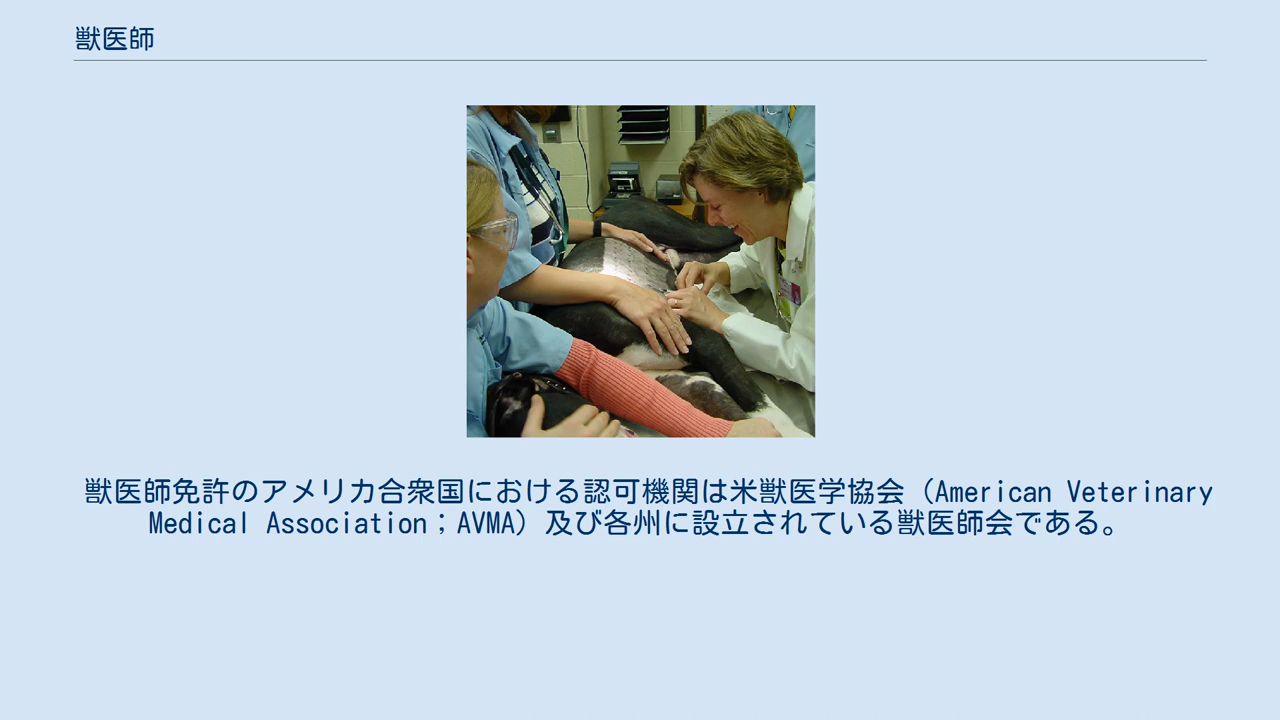 獣医師
獣医師免許のアメリカ合衆国における認可機関は米獣医学協会（American Veterinary
Medical Association；AVMA）及び各州に設立されている獣医師会である。